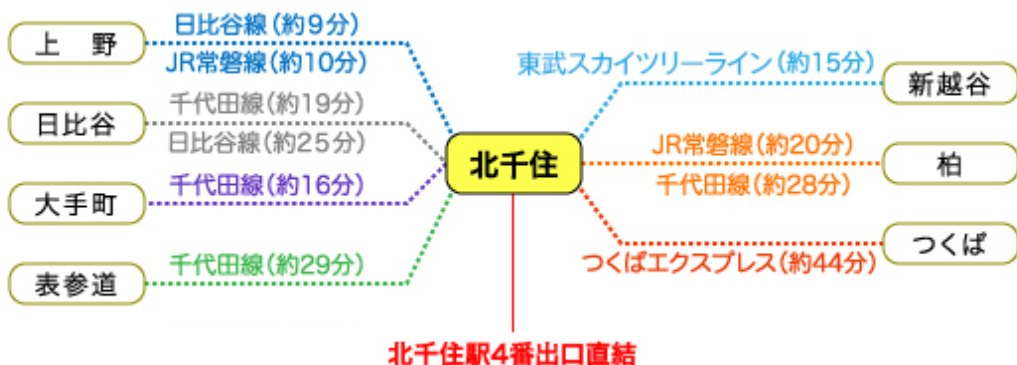 上 野
日比谷線(約9分)
JR常磐線(約10分)
日比谷
千代田線(約19分)
日比谷線(約25分)
大手町
千代田線(約16分)
表参道
千代田線(約29分)
北千住
東武スカイツリーライン(約15分)
新越谷
JR常磐線(約20分)
千代田線(約28分)
柏
つくばエクスプレス(約44分)
つくば
北千住駅4番出口直結